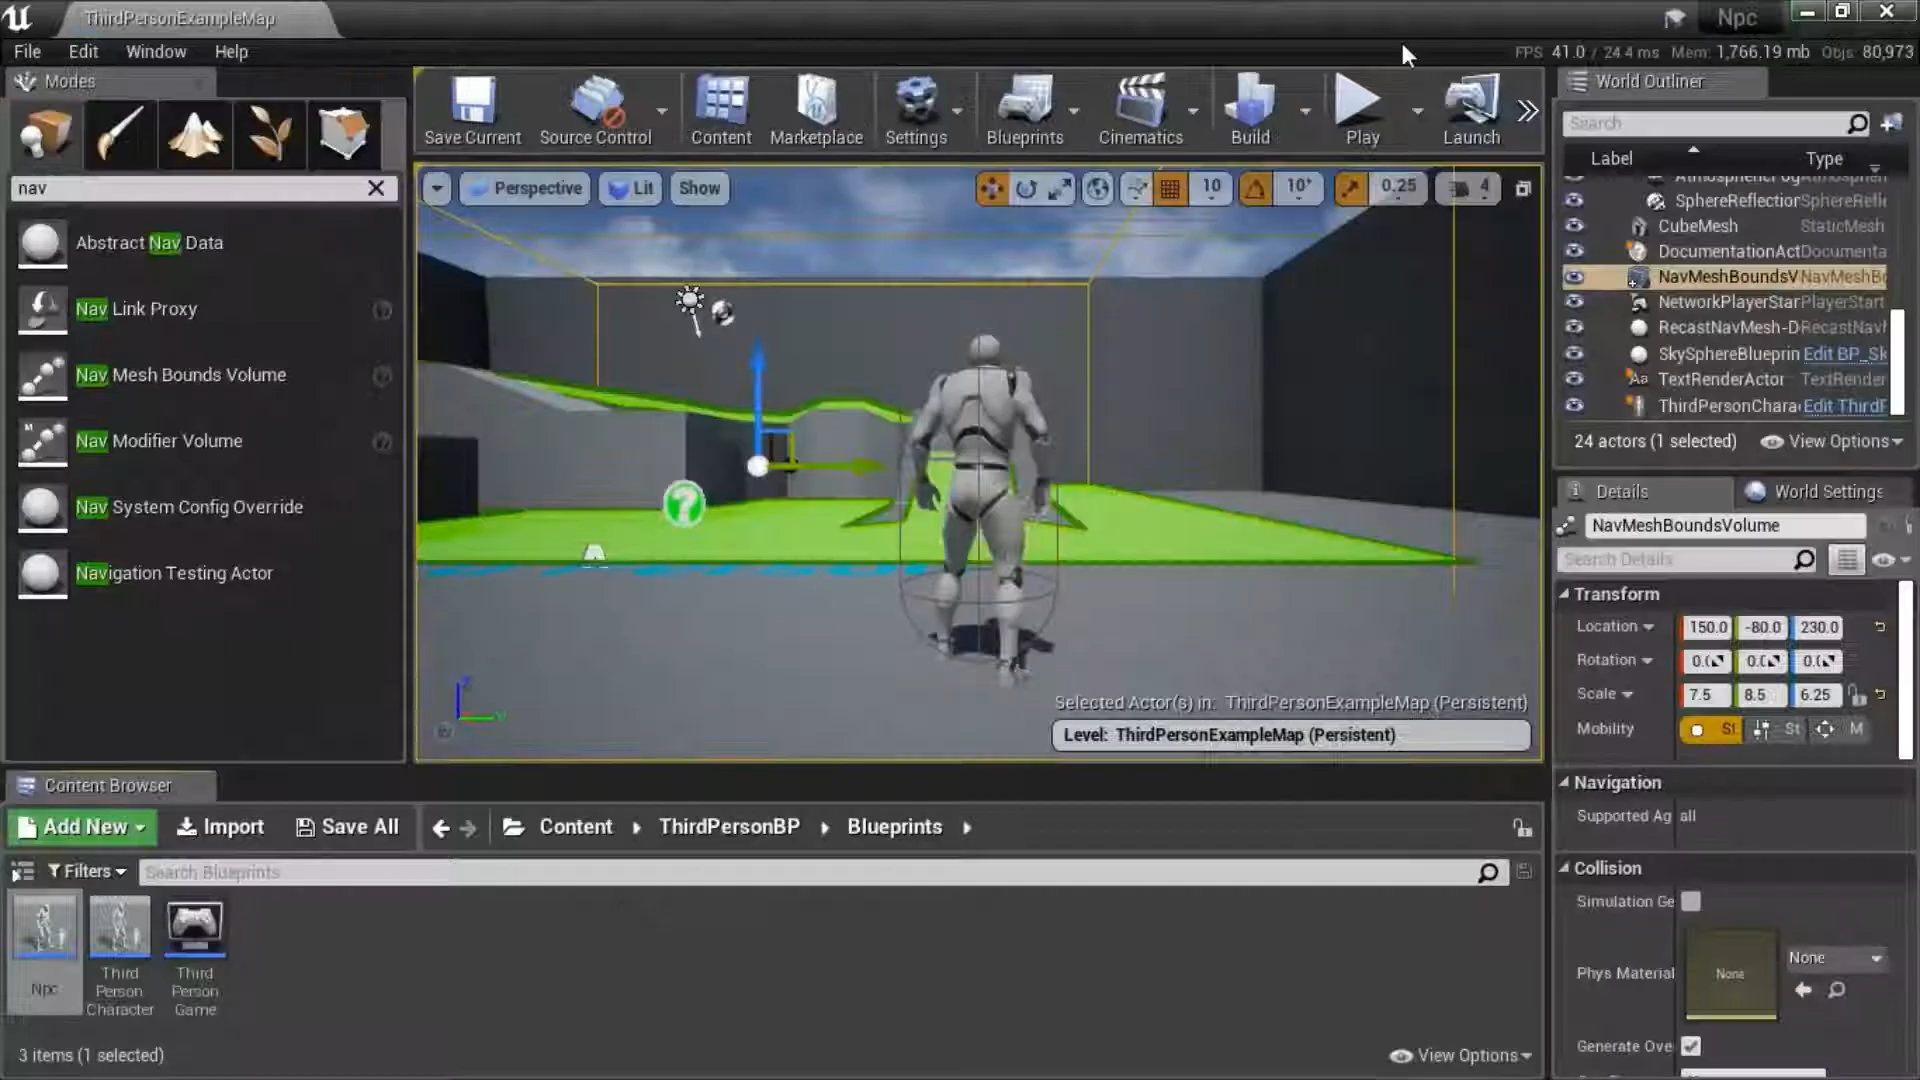 ThirdPersonExampleMap
Npc
File Edit Window Help
FPS 41.0 / 24.4 ms Mem: 1,766.19 mb Objs: 80,973
Modes
nav
Abstract Nav Data
Nav Link Proxy
Nav Mesh Bounds Volume
Nav Modifier Volume
Nav System Config Override
Navigation Testing Actor
Save Current
Source Control
Content
Marketplace
Settings
Blueprints
Cinematics
Build
Play
Launch
Perspective Lit Show
10 10° 0.25 4
Selected Actor(s) in: ThirdPersonExampleMap (Persistent)
Level: ThirdPersonExampleMap (Persistent)
World Outliner
Search
Label Type
SphereReflection SphereRefle
CubeMesh StaticMesh
DocumentationAct Documenta
NavMeshBoundsV NavMeshBo
NetworkPlayerStar PlayerStart
RecastNavMesh-D RecastNavM
SkySphereBlueprin Edit BP_Sk
TextRenderActor TextRender
ThirdPersonChara Edit ThirdP
24 actors (1 selected) View Options
Details World Settings
NavMeshBoundsVolume
Search Details
Transform
Location 150.0 -80.0 230.0
Rotation 0.0 0.0 0.0
Scale 7.5 8.5 6.25
Mobility St St M
Navigation
Supported Ag all
Collision
Simulation Ge
Phys Material None None
Generate Ove
Content Browser
Add New Import Save All Content ThirdPersonBP Blueprints
Filters Search Blueprints
Npc
Third Person Character
Third Person Game
3 items (1 selected)
View Options